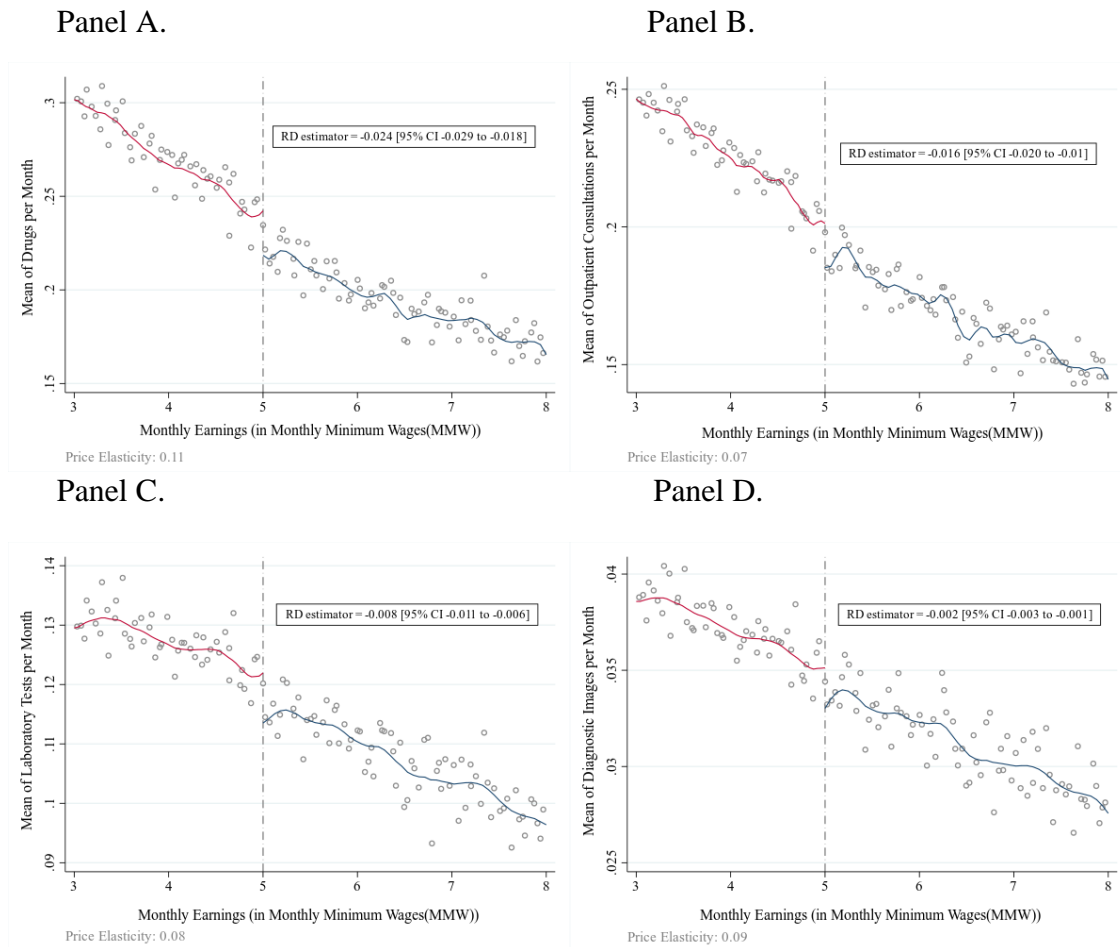 Panel A.
Panel B.
Mean of Drugs per Month
.3
.25
.2
.15
RD estimator = -0.024 [95% CI -0.029 to -0.018]
3 4 5 6 7 8
Monthly Earnings (in Monthly Minimum Wages(MMW))
Price Elasticity: 0.11
Mean of Outpatient Consultations per Month
.25
.2
.15
RD estimator = -0.016 [95% CI -0.020 to -0.01]
3 4 5 6 7 8
Monthly Earnings (in Monthly Minimum Wages(MMW))
Price Elasticity: 0.07
Panel C.
Panel D.
Mean of Laboratory Tests per Month
.14
.13
.12
.11
.1
.09
RD estimator = -0.008 [95% CI -0.011 to -0.006]
3 4 5 6 7 8
Monthly Earnings (in Monthly Minimum Wages(MMW))
Price Elasticity: 0.08
Mean of Diagnostic Images per Month
.04
.035
.03
.025
RD estimator = -0.002 [95% CI -0.003 to -0.001]
3 4 5 6 7 8
Monthly Earnings (in Monthly Minimum Wages(MMW))
Price Elasticity: 0.09